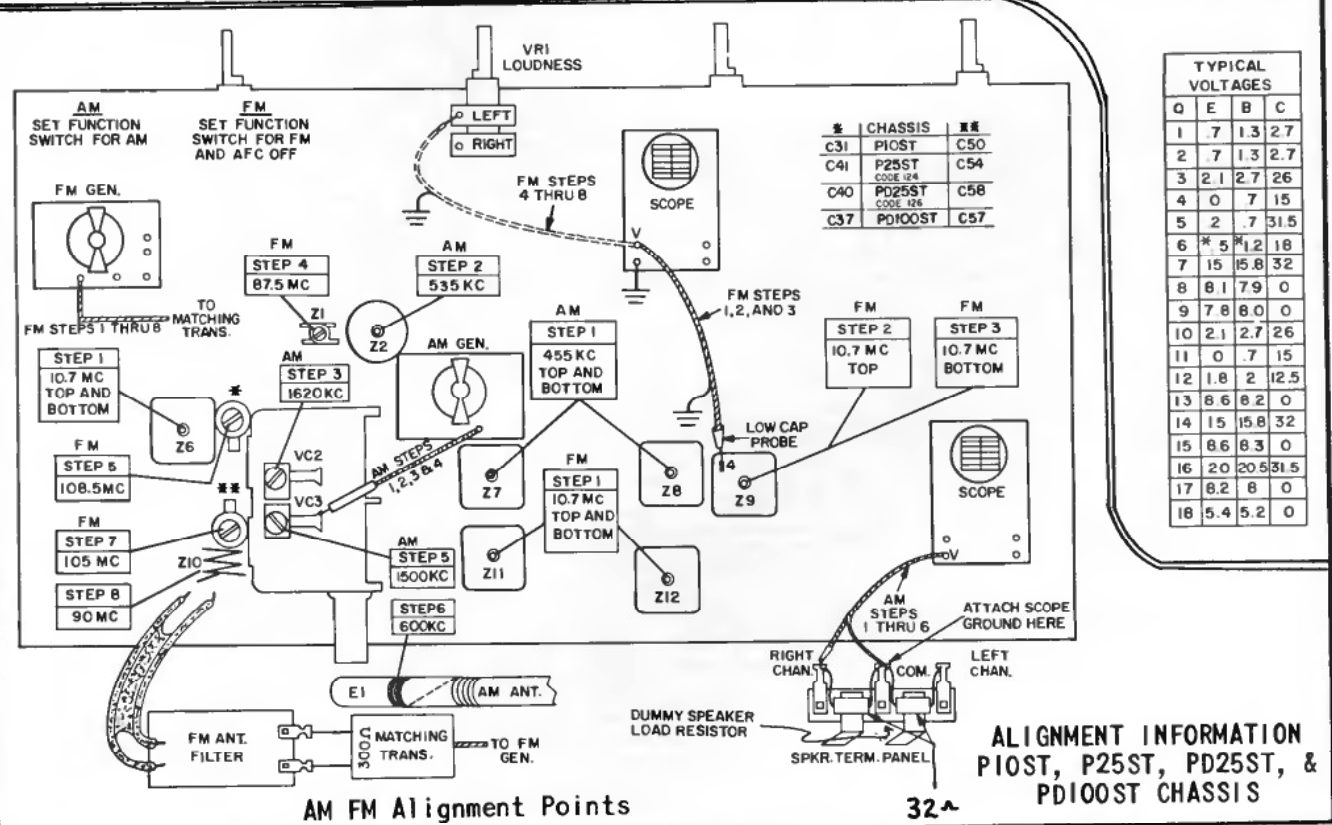 VR1
LOUDNESS
LEFT
RIGHT
AM
SET FUNCTION
SWITCH FOR AM
FM
SET FUNCTION
SWITCH FOR FM
AND AFC OFF
FM GEN.
FM STEPS 1 THRU 8
TO
MATCHING
TRANS.
FM STEPS
4 THRU 8
SCOPE
V
* CHASSIS **
C31 P10ST C50
C41 P25ST C54
CODE 124
C40 PD25ST C58
CODE 126
C37 PD100ST C57
TYPICAL
VOLTAGES
Q E B C
1 .7 1.3 2.7
2 .7 1.3 2.7
3 2.1 2.7 26
4 0 .7 15
5 2 .7 31.5
6 * 5 *1.2 18
7 15 15.8 32
8 8.1 7.9 0
9 7.8 8.0 0
10 2.1 2.7 26
11 0 .7 15
12 1.8 2 12.5
13 8.6 8.2 0
14 15 15.8 32
15 8.6 8.3 0
16 20 20.5 31.5
17 8.2 8 0
18 5.4 5.2 0
FM
STEP 4
87.5 MC
Z1
AM
STEP 2
535 KC
Z2
FM STEPS
1,2, AND 3
STEP 1
10.7 MC
TOP AND
BOTTOM
Z6
*
AM
STEP 3
1620KC
AM GEN.
AM
STEP 1
455 KC
TOP AND
BOTTOM
FM
STEP 2
10.7 MC
TOP
FM
STEP 3
10.7 MC
BOTTOM
LOW CAP
PROBE
14
FM
STEP 5
108.5MC
VC2
VC3
AM STEPS
1,2,3 & 4
Z7
Z8
Z9
SCOPE
V
**
FM
STEP 7
105 MC
Z10
STEP 8
90 MC
AM
STEP 5
1500KC
FM
STEP 1
10.7 MC
TOP AND
BOTTOM
Z11
Z12
STEP6
600KC
E1
AM ANT.
AM
STEPS
1 THRU 6
ATTACH SCOPE
GROUND HERE
RIGHT
CHAN.
COM.
LEFT
CHAN.
FM ANT.
FILTER
300Ω
MATCHING
TRANS.
TO FM
GEN.
DUMMY SPEAKER
LOAD RESISTOR
SPKR. TERM. PANEL
32
AM FM Alignment Points
ALIGNMENT INFORMATION
P10ST, P25ST, PD25ST, &
PD100ST CHASSIS